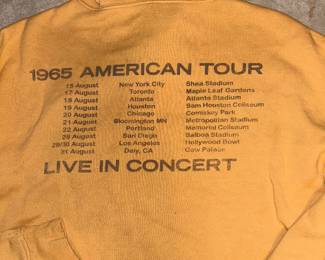 1965 AMERICAN TOUR
15 August New York City Shea Stadium
17 August Toronto Maple Leaf Gardens
18 August Atlanta Atlanta Stadium
19 August Houston Sam Houston Coliseum
20 August Chicago Comiskey Park
21 August Bloomington MN Metropolitan Stadium
22 August Portland Memorial Coliseum
28 August San Diego Balboa Stadium
29/30 August Los Angeles Hollywood Bowl
31 August Daly, CA Cow Palace
LIVE IN CONCERT